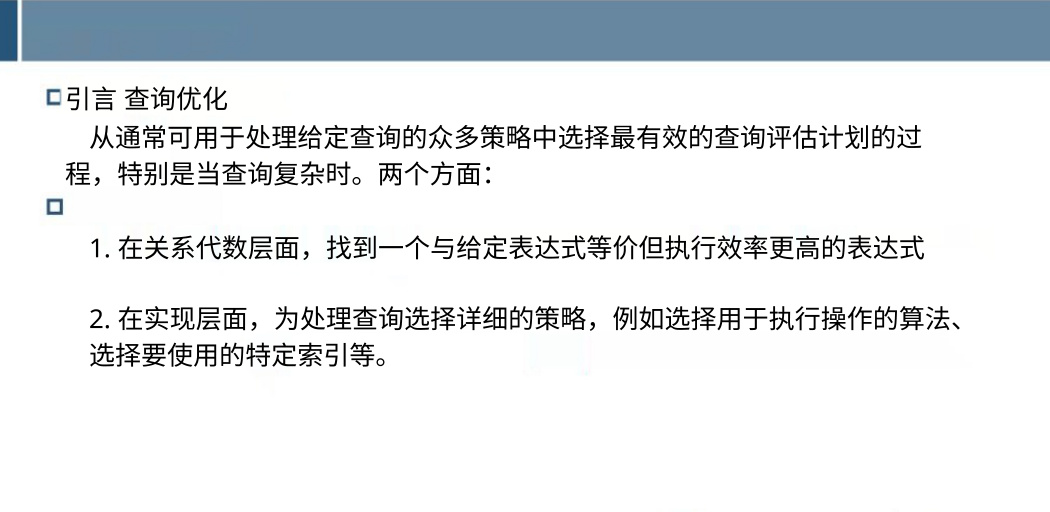 引言 查询优化
从通常可用于处理给定查询的众多策略中选择最有效的查询评估计划的过
程，特别是当查询复杂时。两个方面：
1. 在关系代数层面，找到一个与给定表达式等价但执行效率更高的表达式
2. 在实现层面，为处理查询选择详细的策略，例如选择用于执行操作的算法、
选择要使用的特定索引等。